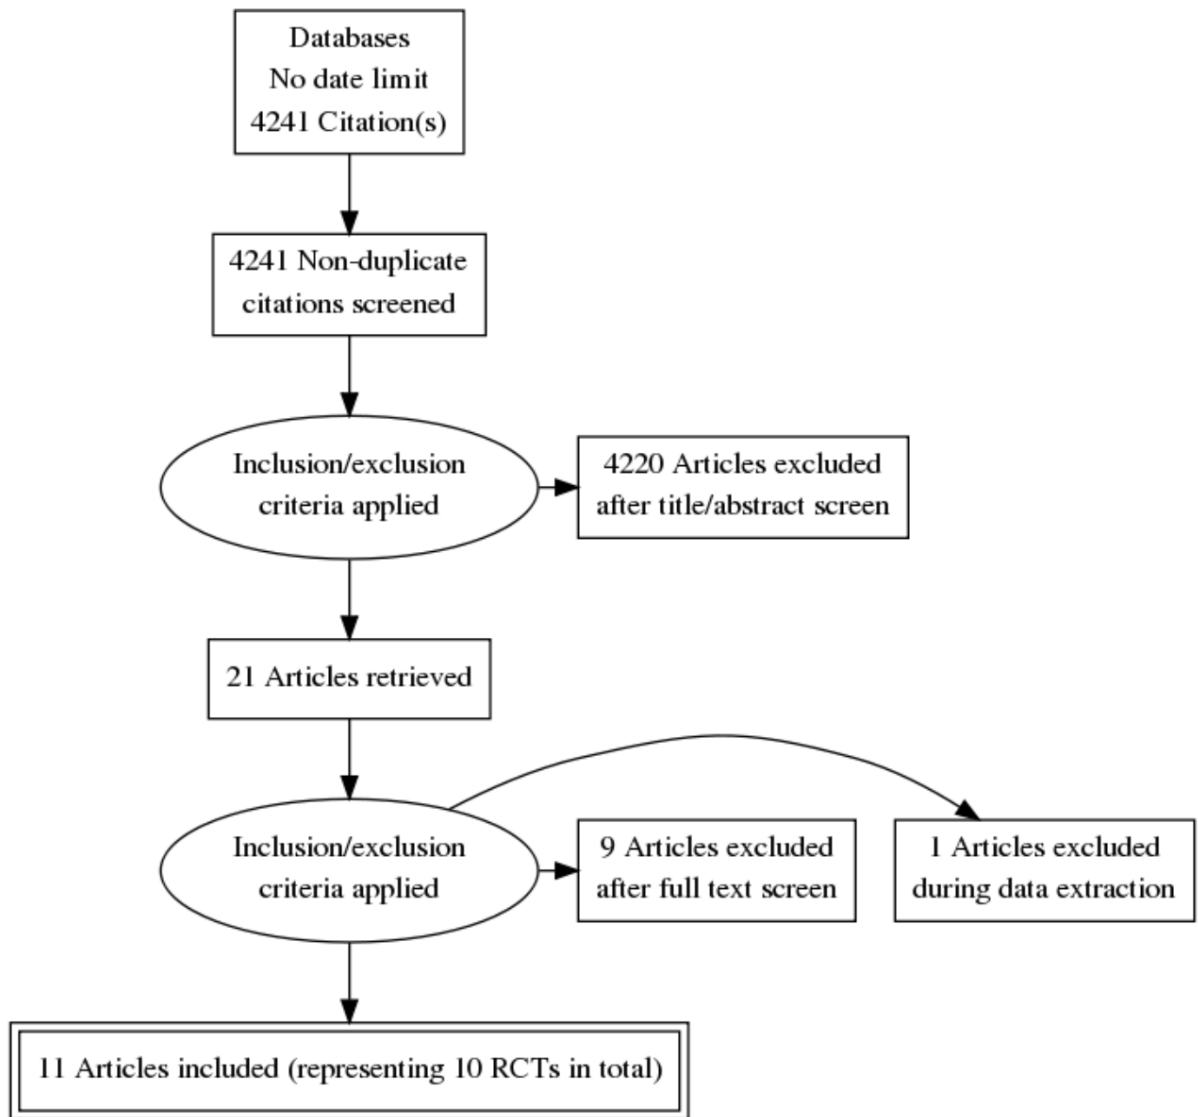 Databases
No date limit
4241 Citation(s)
4241 Non-duplicate
citations screened
Inclusion/exclusion
criteria applied
4220 Articles excluded
after title/abstract screen
21 Articles retrieved
Inclusion/exclusion
criteria applied
9 Articles excluded
after full text screen
1 Articles excluded
during data extraction
11 Articles included (representing 10 RCTs in total)